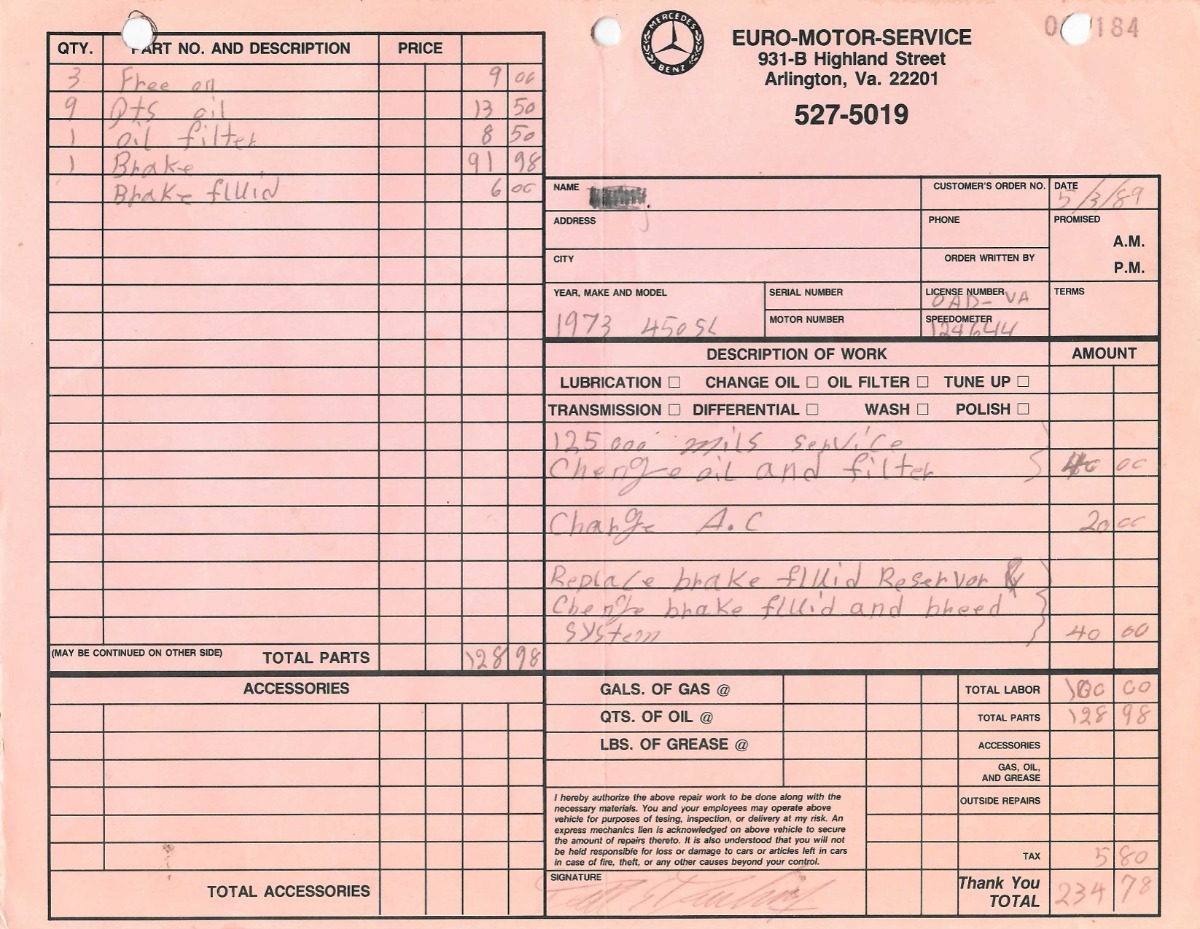 QTY. PART NO. AND DESCRIPTION PRICE
3 Free on 9 00
9 Qts oil 13 50
1 oil filter 8 50
1 Brake 91 98
Brake fluid 6 00
(MAY BE CONTINUED ON OTHER SIDE) TOTAL PARTS 128 98
ACCESSORIES
TOTAL ACCESSORIES
MERCEDES
BENZ
EURO-MOTOR-SERVICE
931-B Highland Street
Arlington, Va. 22201
527-5019
184
NAME CUSTOMER'S ORDER NO. DATE 5/3/89
ADDRESS PHONE PROMISED
A.M.
CITY ORDER WRITTEN BY P.M.
YEAR, MAKE AND MODEL SERIAL NUMBER LICENSE NUMBER TERMS
OAD- VA
1973 450SL MOTOR NUMBER SPEEDOMETER
124644
DESCRIPTION OF WORK AMOUNT
LUBRICATION □ CHANGE OIL □ OIL FILTER □ TUNE UP □
TRANSMISSION □ DIFFERENTIAL □ WASH □ POLISH □
125000 mils service
Chenge oil and filter 40 00
Charge A.C 20 00
Replace brake fluid Reservor &
Chenge brake fluid and breed
system 40 00
GALS. OF GAS @ TOTAL LABOR 100 00
QTS. OF OIL @ TOTAL PARTS 128 98
LBS. OF GREASE @ ACCESSORIES
GAS, OIL,
AND GREASE
OUTSIDE REPAIRS
I hereby authorize the above repair work to be done along with the
necessary materials. You and your employees may operate above
vehicle for purposes of tesing, inspection, or delivery at my risk. An
express mechanics lien is acknowledged on above vehicle to secure
the amount of repairs thereto. It is also understood that you will not
be held responsible for loss or damage to cars or articles left in cars
in case of fire, theft, or any other causes beyond your control.
TAX 5 80
SIGNATURE
Thank You
TOTAL 234 78